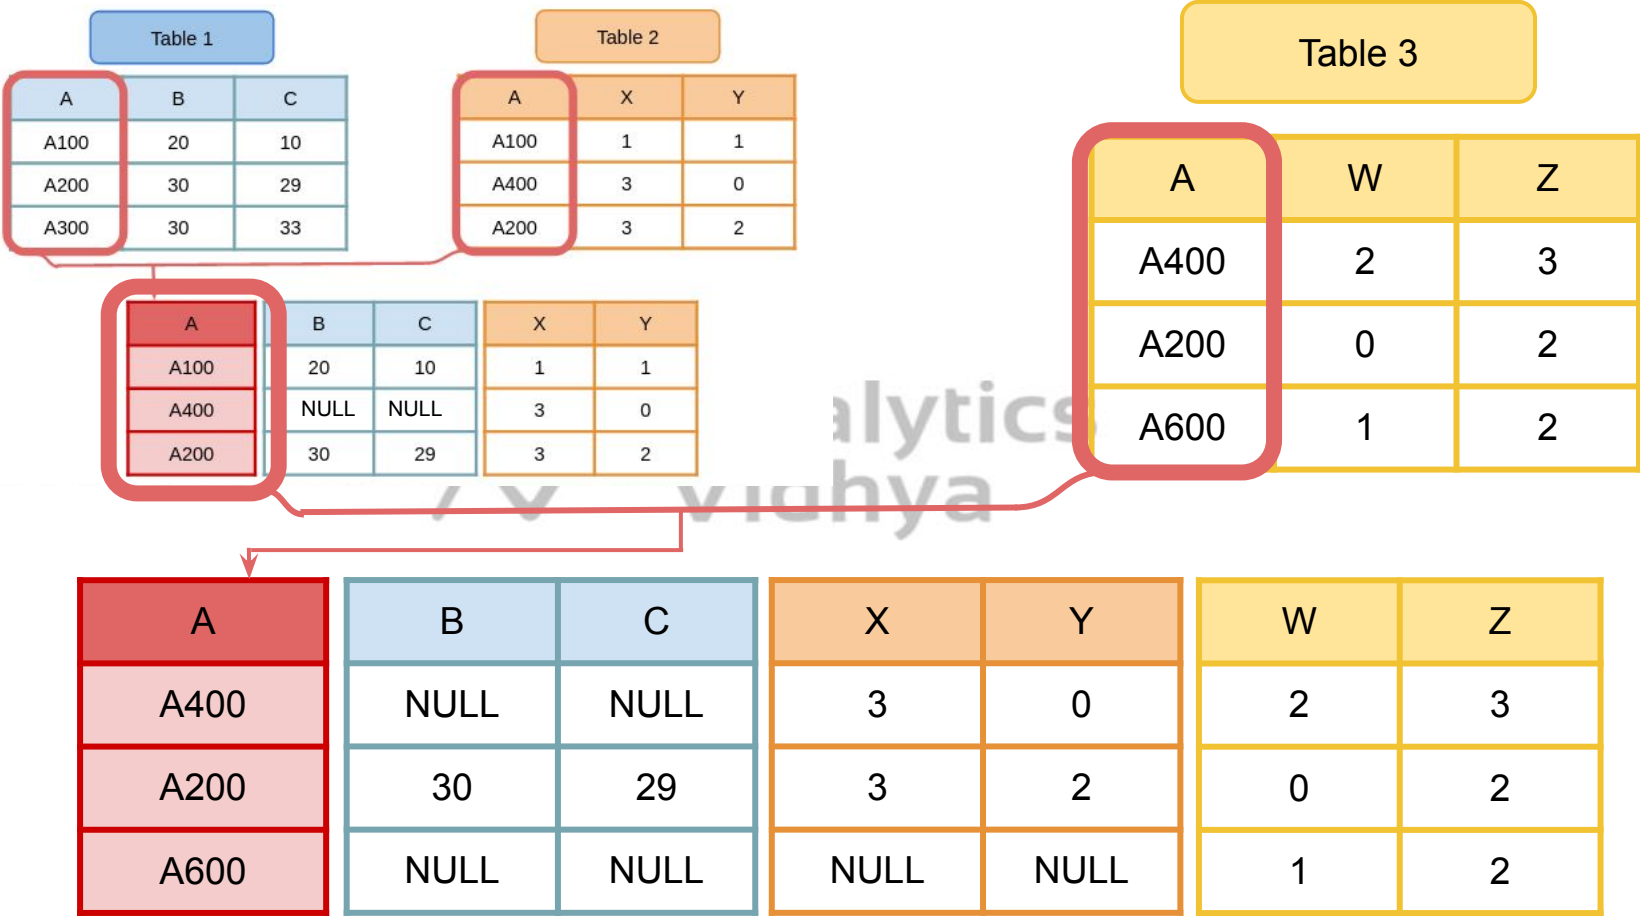 Table 1
A B C
A100 20 10
A200 30 29
A300 30 33
Table 2
A X Y
A100 1 1
A400 3 0
A200 3 2
Table 3
A W Z
A400 2 3
A200 0 2
A600 1 2
A B C X Y
A100 20 10 1 1
A400 NULL NULL 3 0
A200 30 29 3 2
alytics
Vidhya
A B C X Y W Z
A400 NULL NULL 3 0 2 3
A200 30 29 3 2 0 2
A600 NULL NULL NULL NULL 1 2